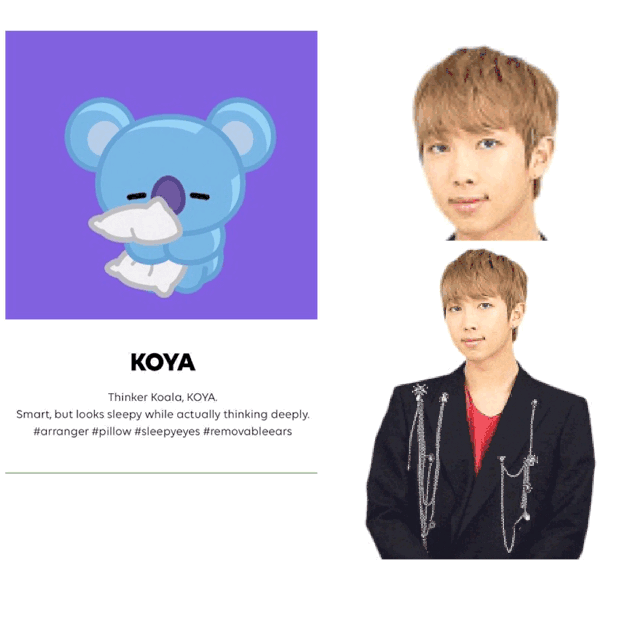 KOYA
Thinker Koala, KOYA.
Smart, but looks sleepy while actually thinking deeply.
#arranger #pillow #sleepyeyes #removableears